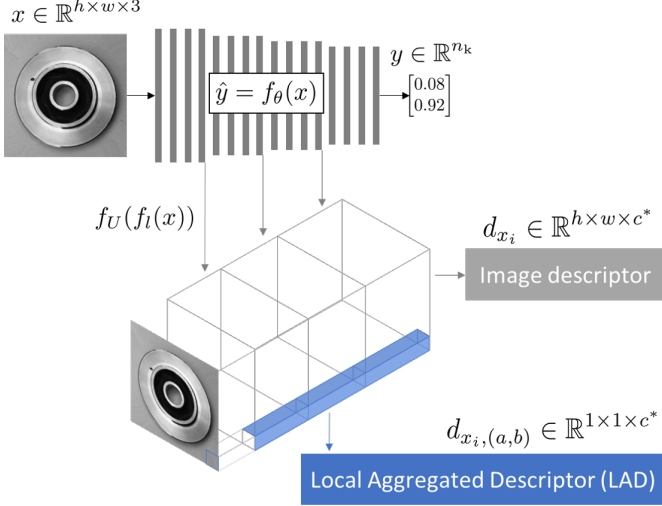 x ∈ ℝ^{h×w×3}
ŷ = f_θ(x)
y ∈ ℝ^{n_k}
[0.08
0.92]
f_U(f_l(x))
d_{x_i} ∈ ℝ^{h×w×c*}
Image descriptor
d_{x_i,(a,b)} ∈ ℝ^{1×1×c*}
Local Aggregated Descriptor (LAD)